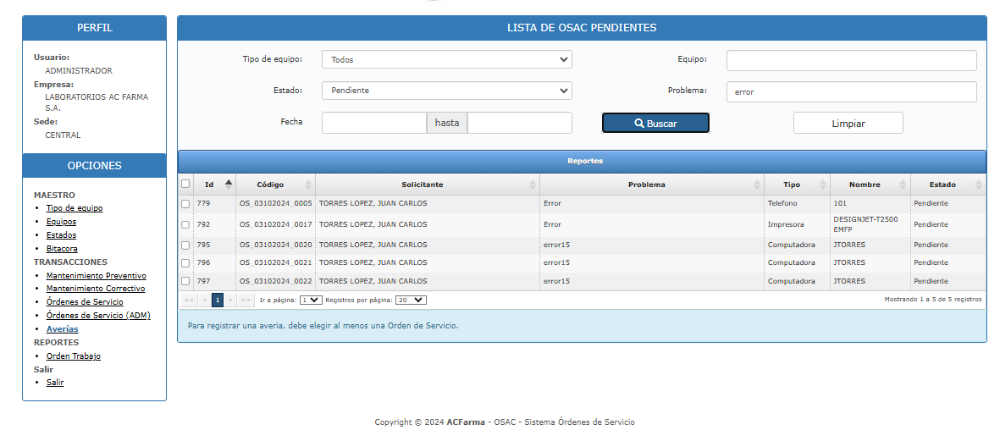 PERFIL
Usuario:
ADMINISTRADOR
Empresa:
LABORATORIOS AC FARMA
S.A.
Sede:
CENTRAL
OPCIONES
MAESTRO
Tipo de equipo
Equipos
Estados
Bitacora
TRANSACCIONES
Mantenimiento Preventivo
Mantenimiento Correctivo
Órdenes de Servicio
Órdenes de Servicio (ADM)
Averías
REPORTES
Orden Trabajo
Salir
Salir
LISTA DE OSAC PENDIENTES
Tipo de equipo: Todos Equipo:
Estado: Pendiente Problema: error
Fecha hasta Buscar Limpiar
Reportes
Id Código Solicitante Problema Tipo Nombre Estado
779 OS_03102024_0005 TORRES LOPEZ, JUAN CARLOS Error Telefono 101 Pendiente
792 OS_03102024_0017 TORRES LOPEZ, JUAN CARLOS Error Impresora DESIGNJET-T2500 EMFP Pendiente
795 OS_03102024_0020 TORRES LOPEZ, JUAN CARLOS error15 Computadora JTORRES Pendiente
796 OS_03102024_0021 TORRES LOPEZ, JUAN CARLOS error15 Computadora JTORRES Pendiente
797 OS_03102024_0022 TORRES LOPEZ, JUAN CARLOS error15 Computadora JTORRES Pendiente
<< < 1 > >> Ir a página: 1 Registros por página: 20 Mostrando 1 a 5 de 5 registros
Para registrar una averia, debe elegir al menos una Orden de Servicio.
Copyright © 2024 ACFarma - OSAC - Sistema Órdenes de Servicio